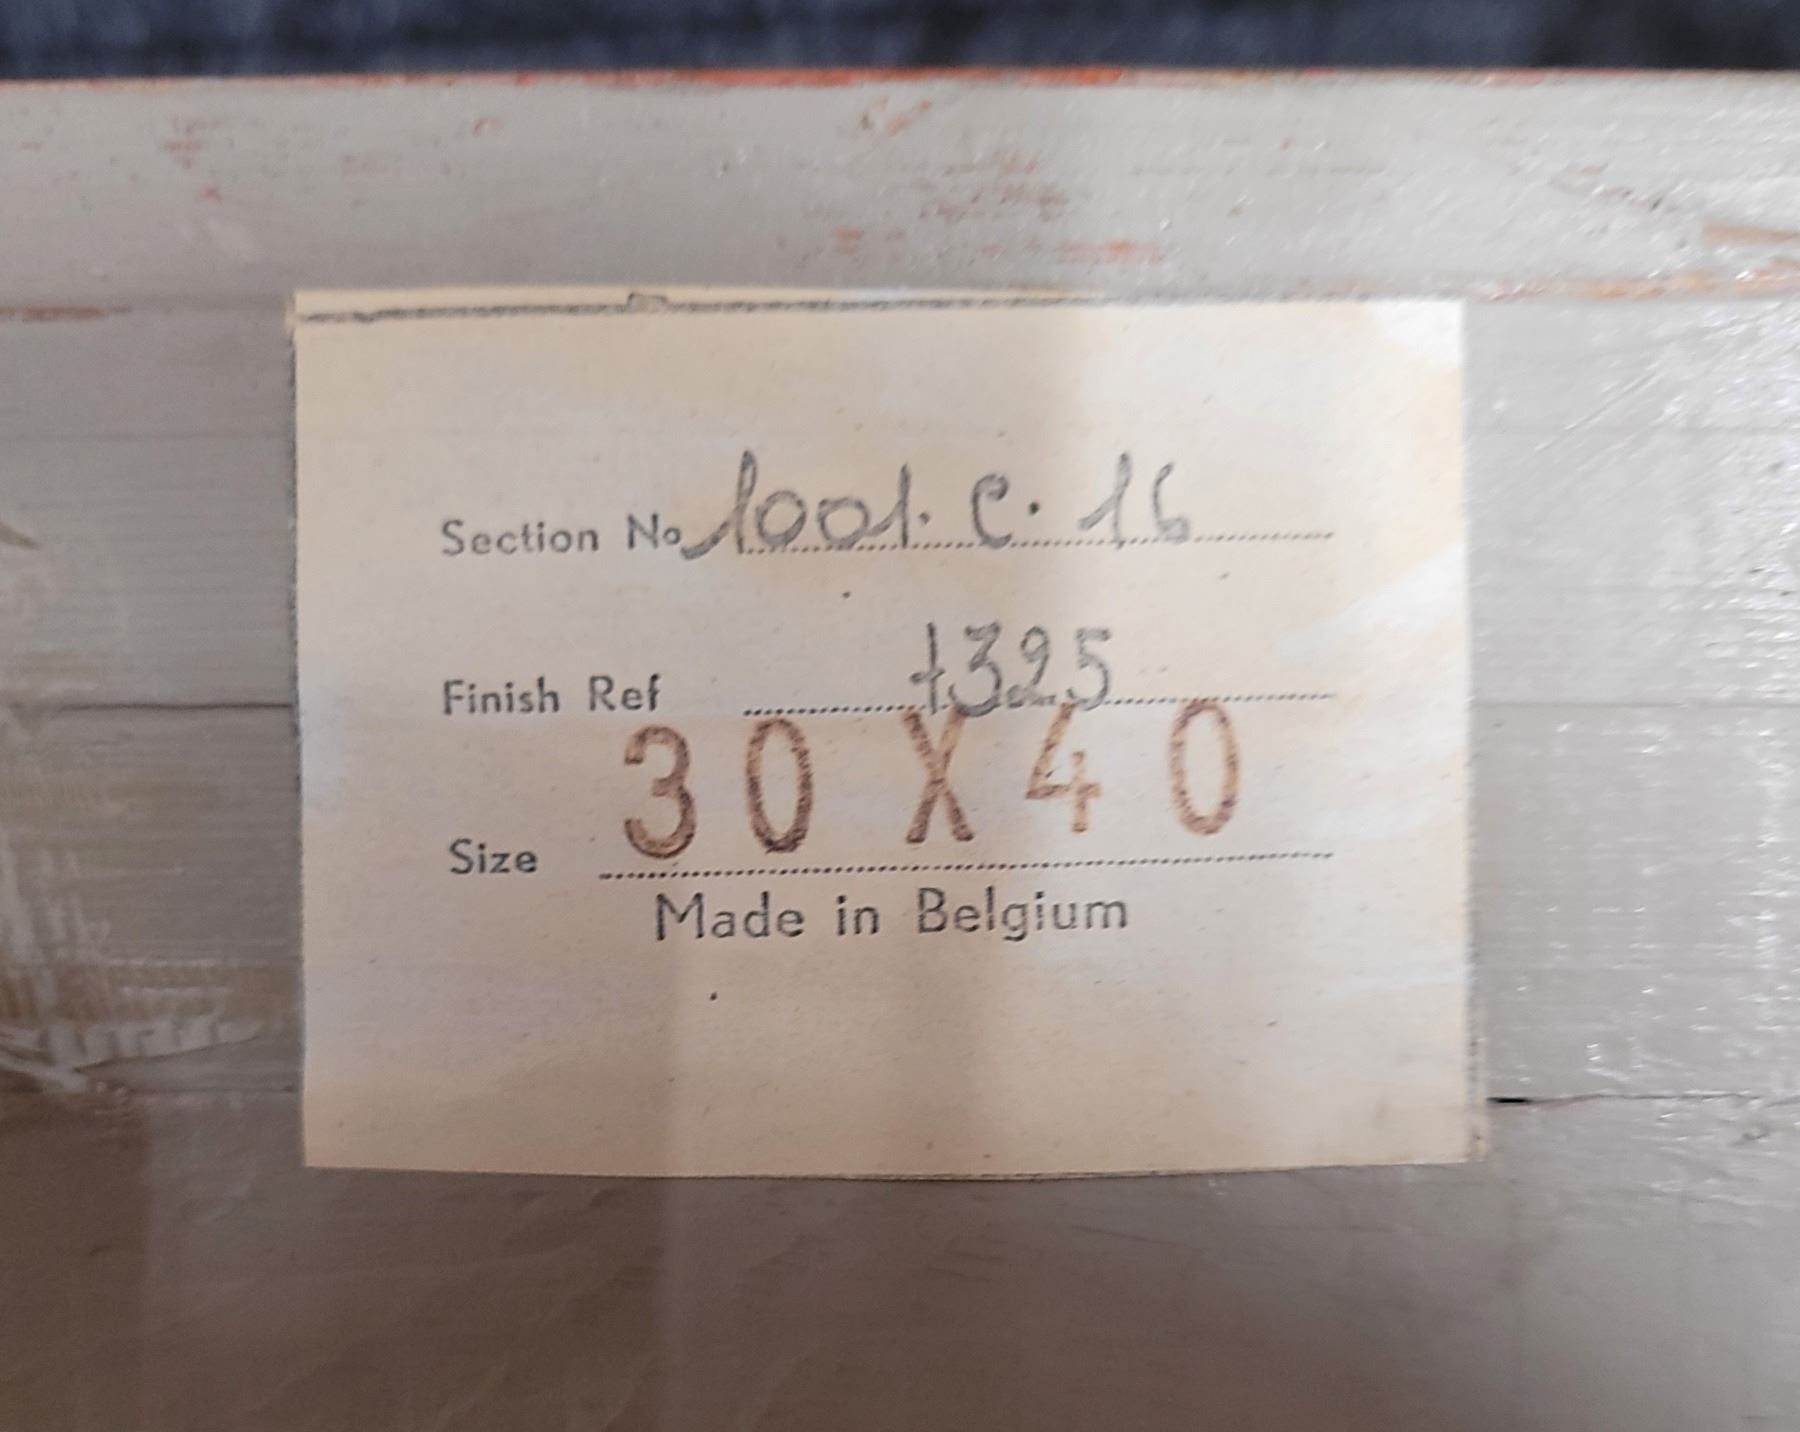 Section No 1001. C. 16
Finish Ref 1325
Size 30 X 40
Made in Belgium